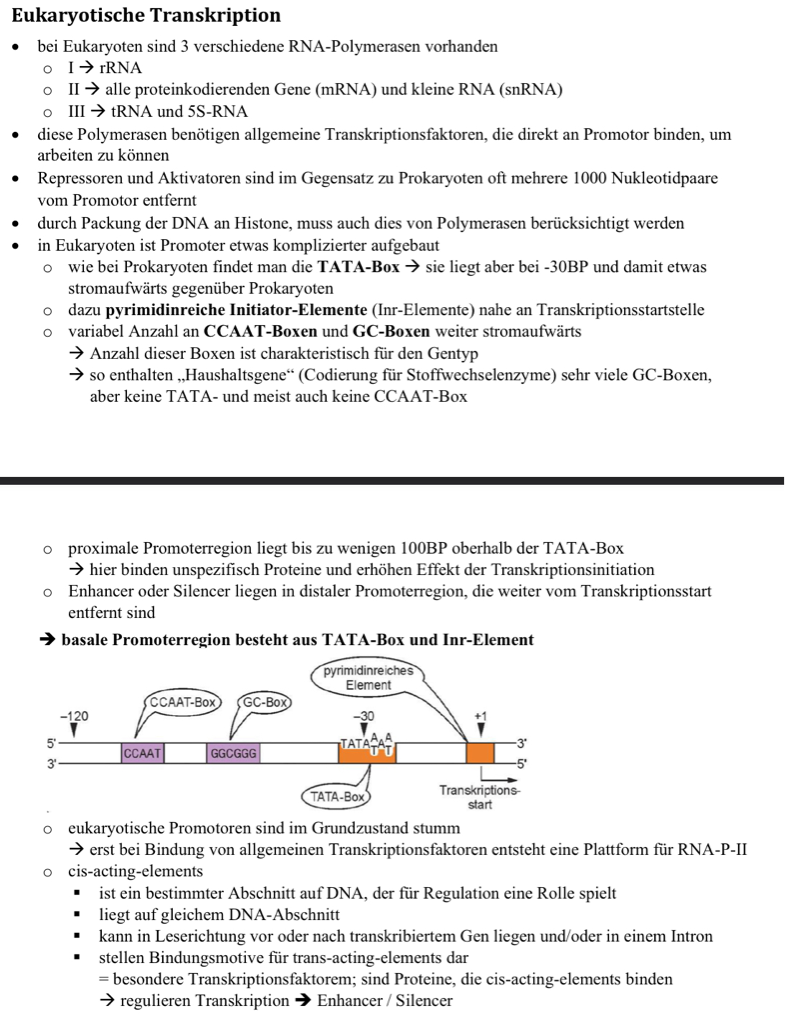 Eukaryotische Transkription
• bei Eukaryoten sind 3 verschiedene RNA-Polymerasen vorhanden
o I → rRNA
o II → alle proteinkodierenden Gene (mRNA) und kleine RNA (snRNA)
o III → tRNA und 5S-RNA
• diese Polymerasen benötigen allgemeine Transkriptionsfaktoren, die direkt an Promotor binden, um
arbeiten zu können
• Repressoren und Aktivatoren sind im Gegensatz zu Prokaryoten oft mehrere 1000 Nukleotidpaare
vom Promotor entfernt
• durch Packung der DNA an Histone, muss auch dies von Polymerasen berücksichtigt werden
• in Eukaryoten ist Promoter etwas komplizierter aufgebaut
o wie bei Prokaryoten findet man die TATA-Box → sie liegt aber bei -30BP und damit etwas
stromaufwärts gegenüber Prokaryoten
o dazu pyrimidinreiche Initiator-Elemente (Inr-Elemente) nahe an Transkriptionsstartstelle
o variabel Anzahl an CCAAT-Boxen und GC-Boxen weiter stromaufwärts
→ Anzahl dieser Boxen ist charakteristisch für den Gentyp
→ so enthalten „Haushaltsgene“ (Codierung für Stoffwechselenzyme) sehr viele GC-Boxen,
aber keine TATA- und meist auch keine CCAAT-Box
o proximale Promoterregion liegt bis zu wenigen 100BP oberhalb der TATA-Box
→ hier binden unspezifisch Proteine und erhöhen Effekt der Transkriptionsinitiation
o Enhancer oder Silencer liegen in distaler Promoterregion, die weiter vom Transkriptionsstart
entfernt sind
➔ basale Promoterregion besteht aus TATA-Box und Inr-Element
pyrimidinreiches
Element
CCAAT-Box
GC-Box
−120
−30
+1
5'
3'
CCAAT
GGCGGG
TATAAAA
TT
3'
5'
TATA-Box
Transkriptions-
start
o eukaryotische Promotoren sind im Grundzustand stumm
→ erst bei Bindung von allgemeinen Transkriptionsfaktoren entsteht eine Plattform für RNA-P-II
o cis-acting-elements
▪ ist ein bestimmter Abschnitt auf DNA, der für Regulation eine Rolle spielt
▪ liegt auf gleichem DNA-Abschnitt
▪ kann in Leserichtung vor oder nach transkribiertem Gen liegen und/oder in einem Intron
▪ stellen Bindungsmotive für trans-acting-elements dar
= besondere Transkriptionsfaktorem; sind Proteine, die cis-acting-elements binden
→ regulieren Transkription ➔ Enhancer / Silencer